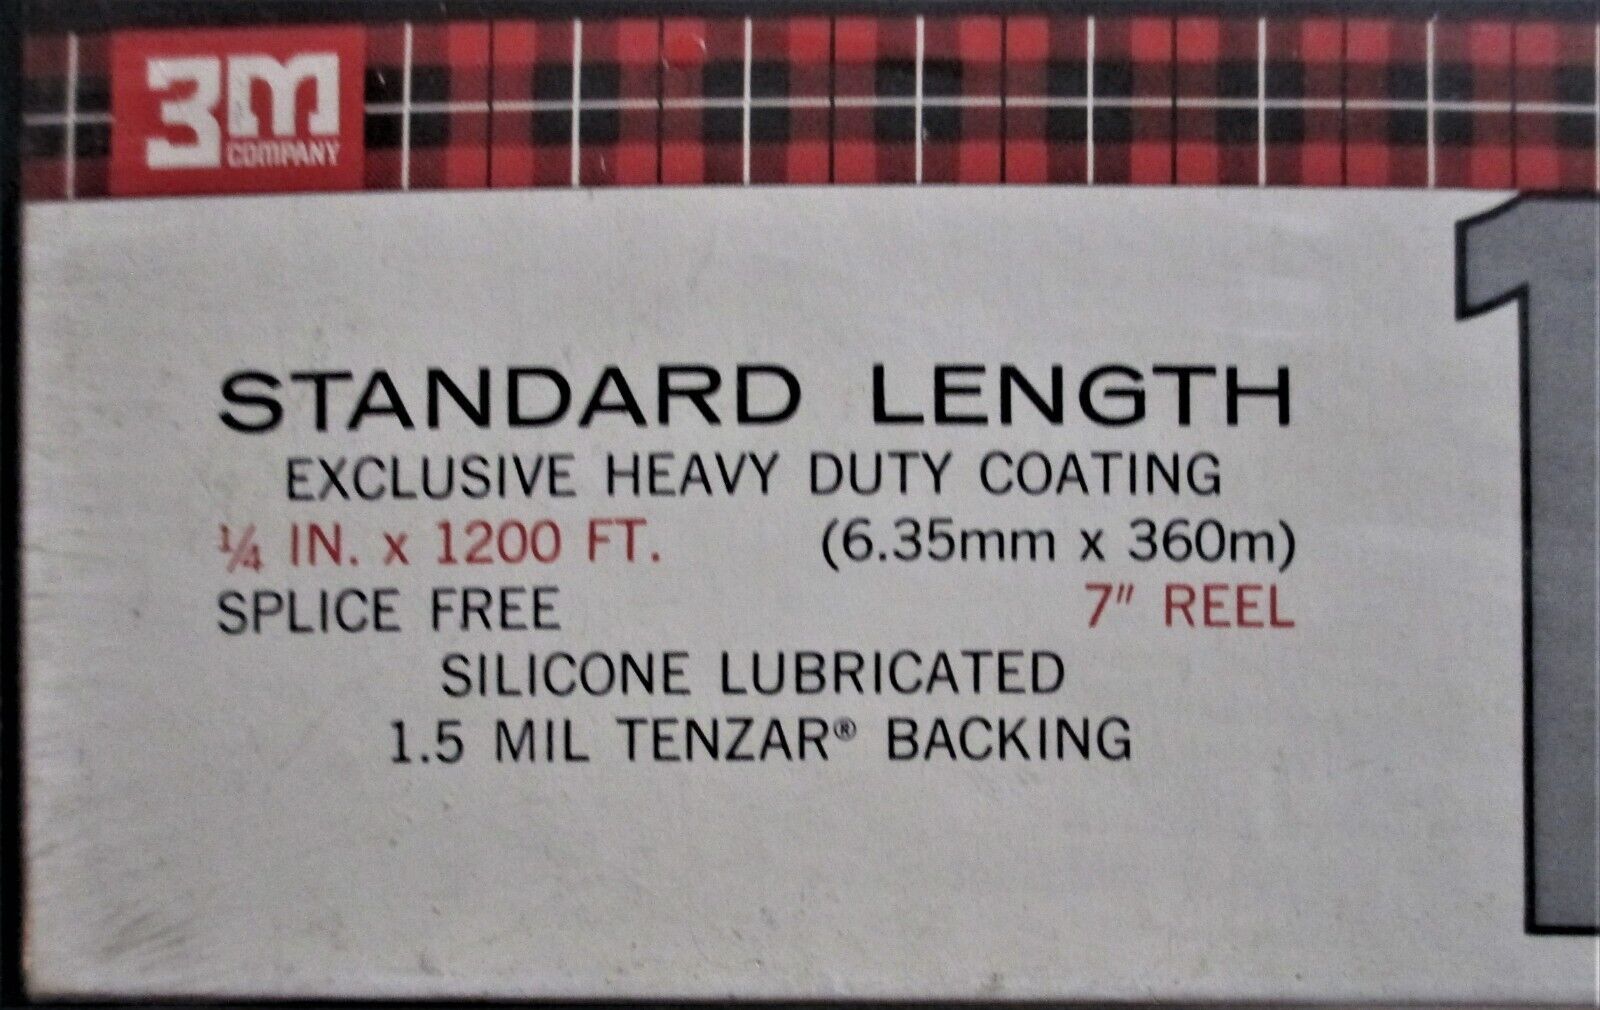 3M
COMPANY
STANDARD LENGTH
EXCLUSIVE HEAVY DUTY COATING
¼ IN. x 1200 FT. (6.35mm x 360m)
SPLICE FREE 7" REEL
SILICONE LUBRICATED
1.5 MIL TENZAR® BACKING
1